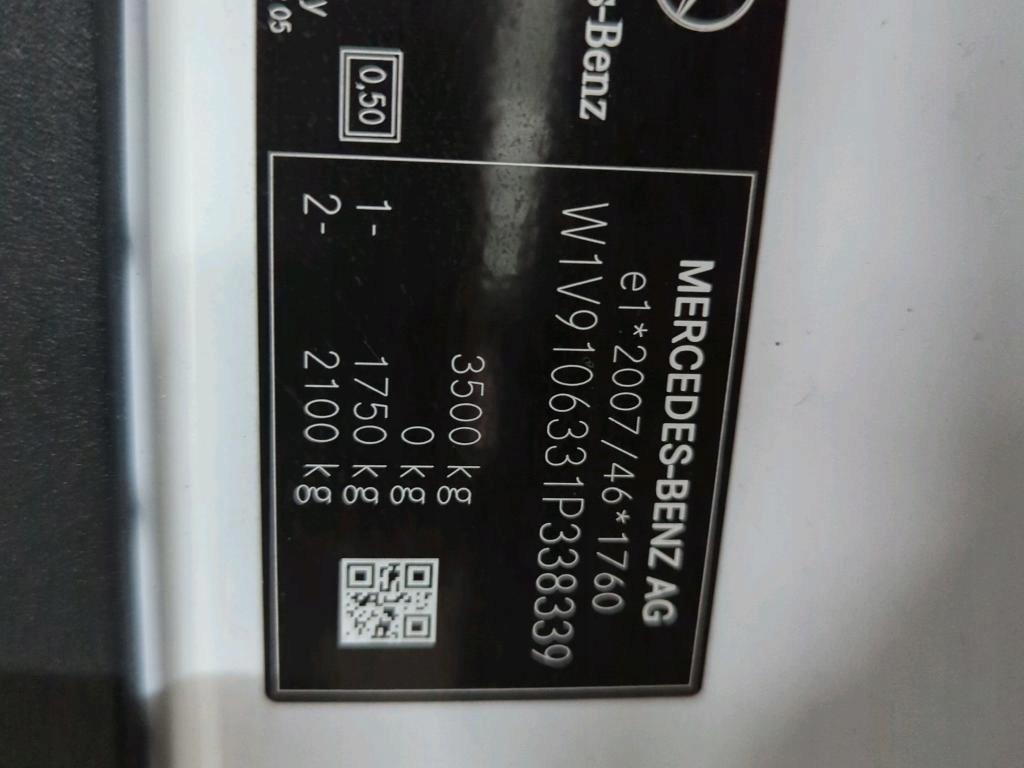 s-Benz
y
05
0,50
MERCEDES-BENZ AG
e1*2007/46*1760
W1V9106331P338339
3500 kg
0 kg
1- 1750 kg
2- 2100 kg